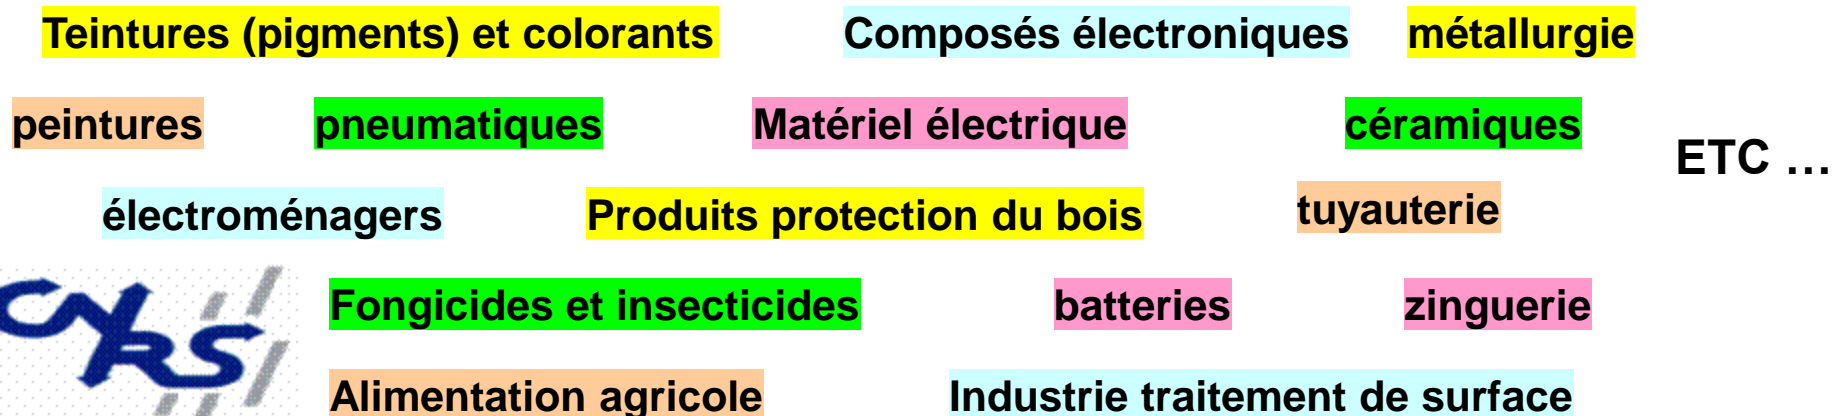 Teintures (pigments) et colorants Composés électroniques métallurgie
peintures pneumatiques Matériel électrique céramiques
ETC ...
électroménagers Produits protection du bois tuyauterie
CNRS
Fongicides et insecticides batteries zinguerie
Alimentation agricole Industrie traitement de surface